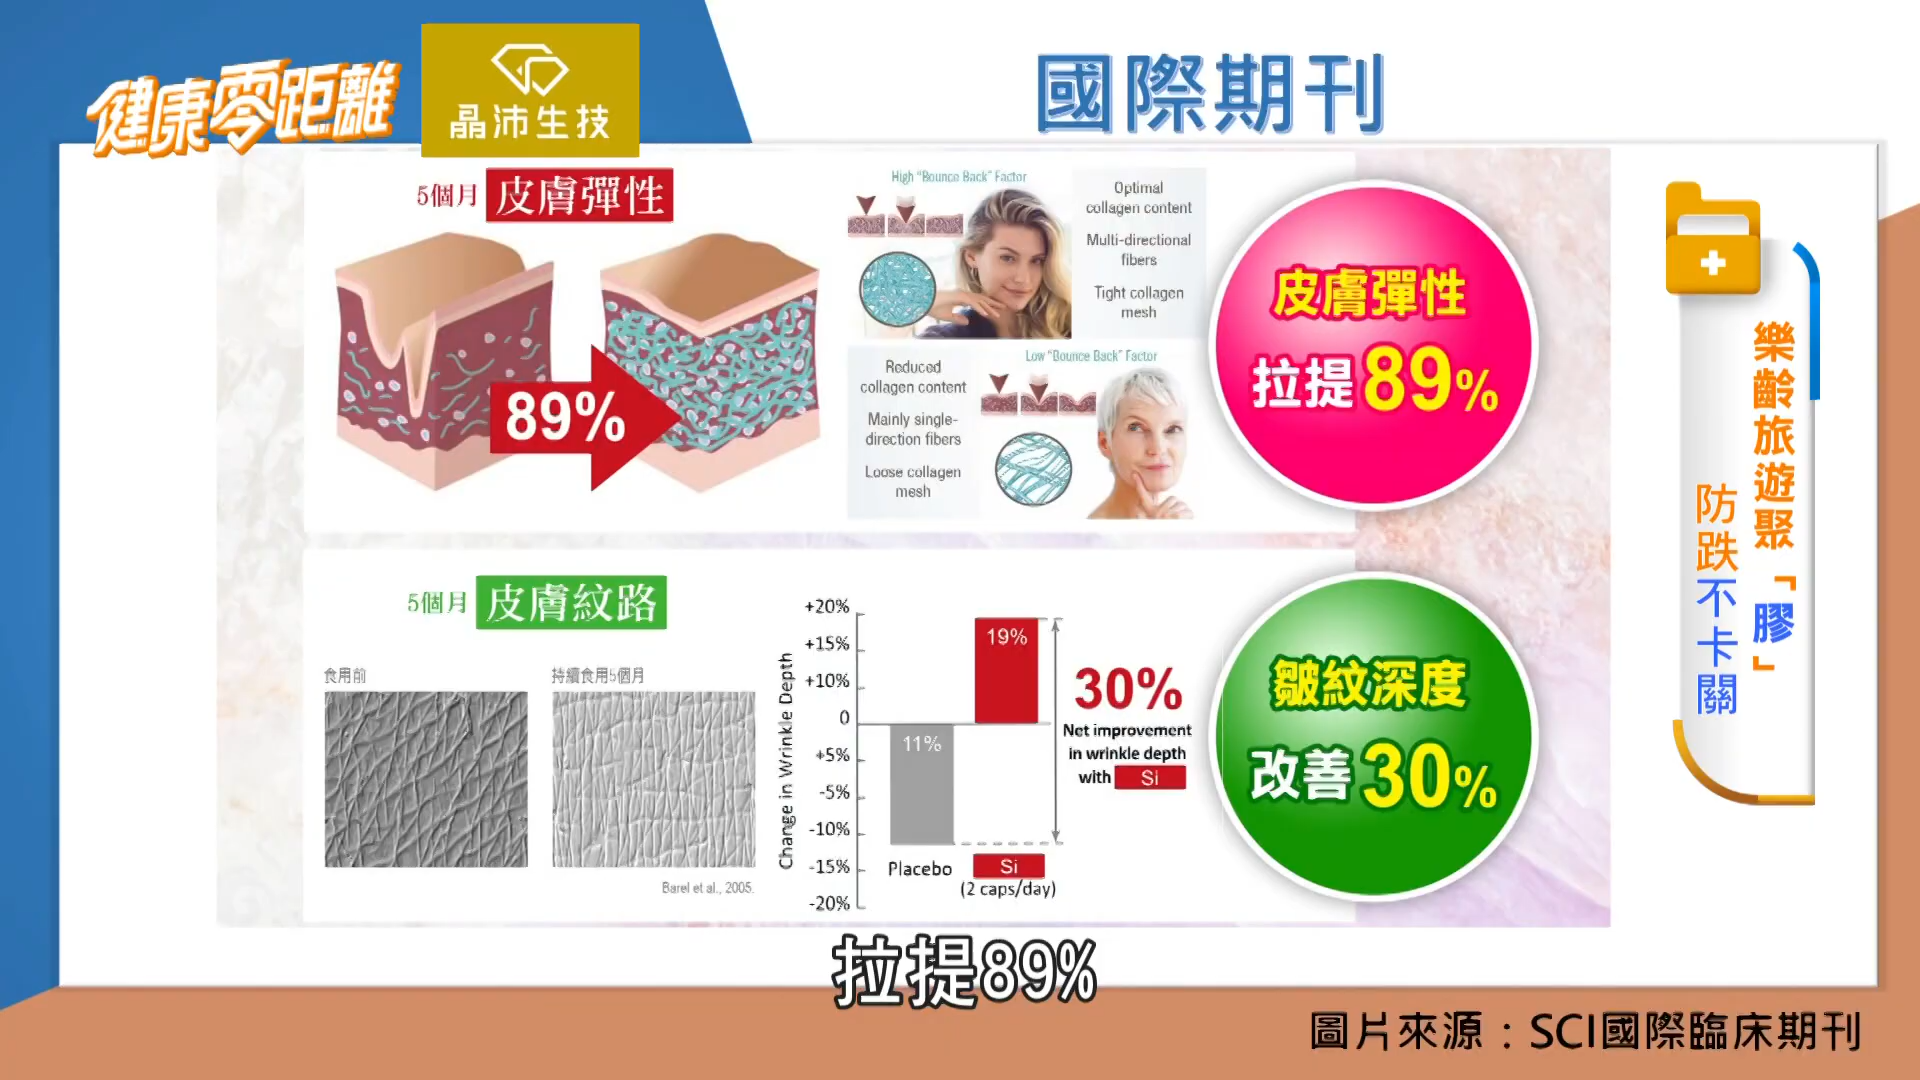 健康零距離
晶沛生技
國際期刊
5個月 皮膚彈性
89%
High "Bounce Back" Factor
Optimal
collagen content
Multi-directional
fibers
Tight collagen
mesh
Low "Bounce Back" Factor
Reduced
collagen content
Mainly single-
direction fibers
Loose collagen
mesh
皮膚彈性
拉提89%
5個月 皮膚紋路
食用前
持續食用5個月
Barel et al., 2005.
Change in Wrinkle Depth
+20%
+15%
+10%
0
+5%
-5%
-10%
-15%
-20%
19%
11%
Placebo
Si
(2 caps/day)
30%
Net improvement
in wrinkle depth
with Si
皺紋深度
改善30%
樂齡旅遊聚「膠」
防跌不卡關
拉提89%
圖片來源：SCI國際臨床期刊